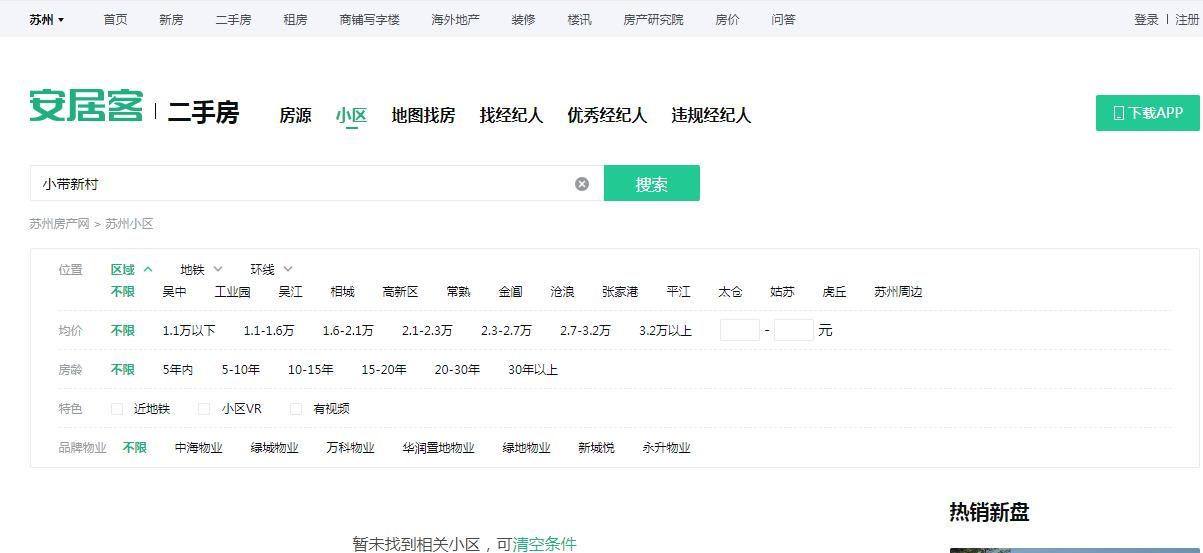 苏州 首页 新房 二手房 租房 商铺写字楼 海外地产 装修 楼讯 房产研究院 房价 问答 登录 | 注册
安居客 | 二手房 房源 小区 地图找房 找经纪人 优秀经纪人 违规经纪人 下载APP
小带新村 搜索
苏州房产网 > 苏州小区
位置 区域 地铁 环线
不限 吴中 工业园 吴江 相城 高新区 常熟 金阊 沧浪 张家港 平江 太仓 姑苏 虎丘 苏州周边
均价 不限 1.1万以下 1.1-1.6万 1.6-2.1万 2.1-2.3万 2.3-2.7万 2.7-3.2万 3.2万以上 - 元
房龄 不限 5年内 5-10年 10-15年 15-20年 20-30年 30年以上
特色 近地铁 小区VR 有视频
品牌物业 不限 中海物业 绿城物业 万科物业 华润置地物业 绿地物业 新城悦 永升物业
热销新盘
暂未找到相关小区，可清空条件